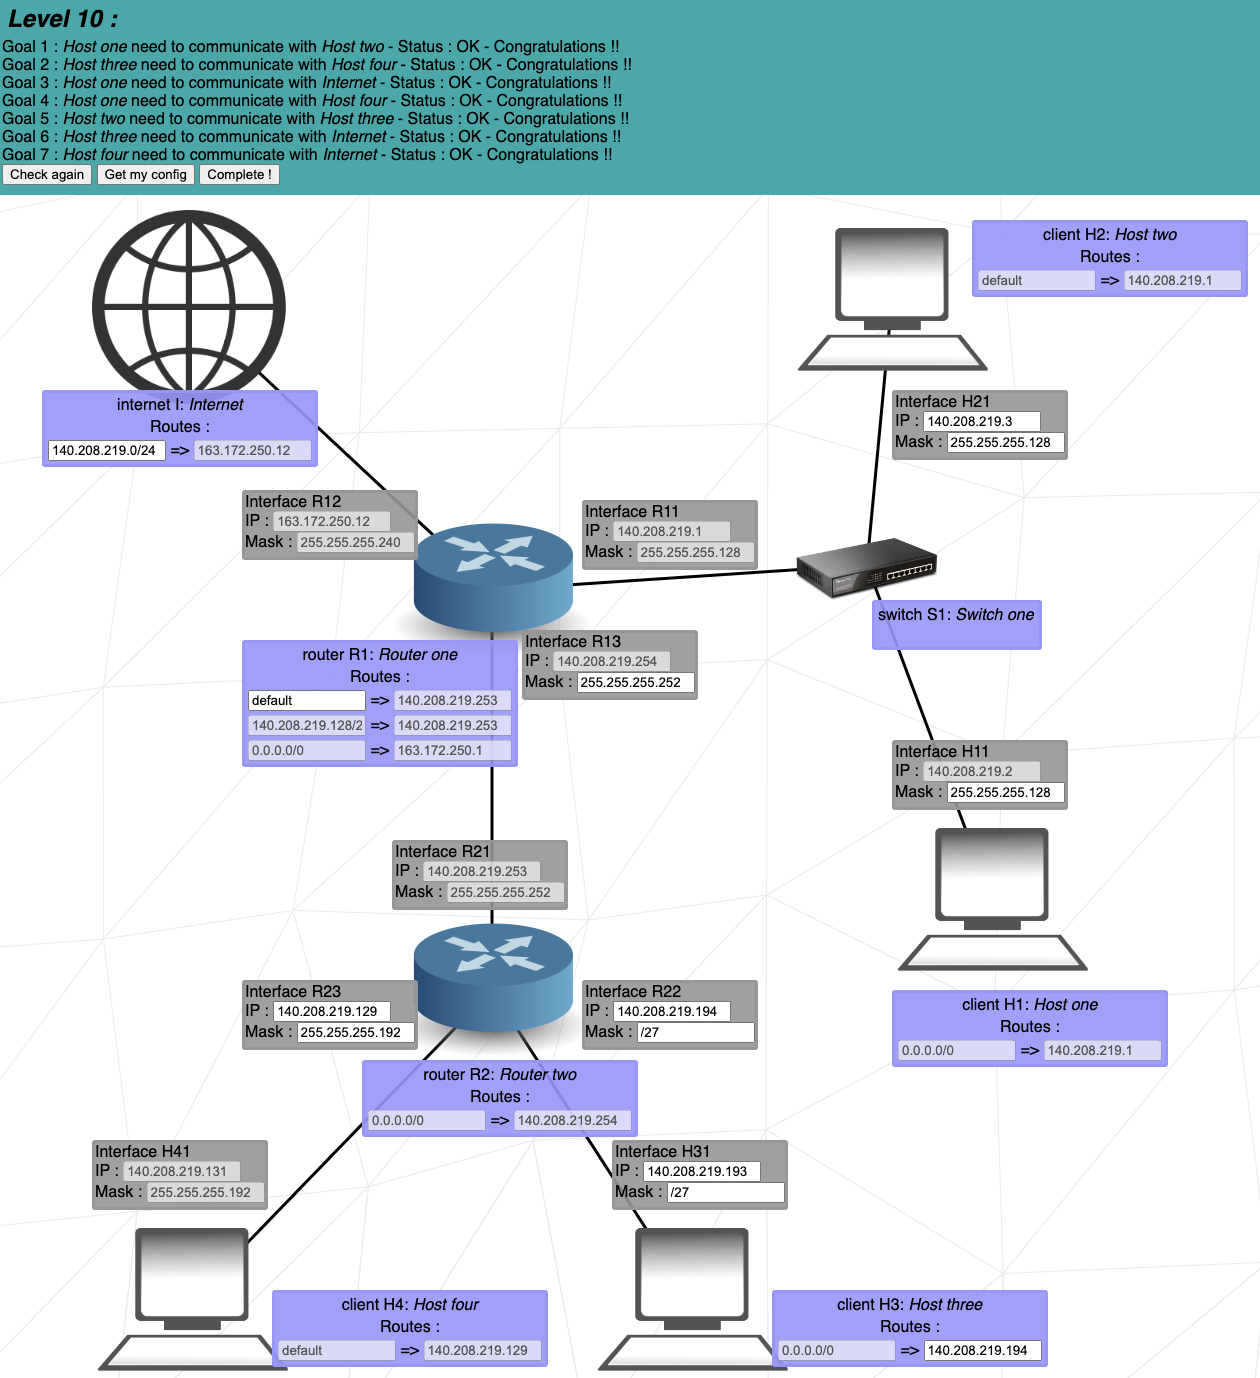 Level 10 :
Goal 1 : Host one need to communicate with Host two - Status : OK - Congratulations !!
Goal 2 : Host three need to communicate with Host four - Status : OK - Congratulations !!
Goal 3 : Host one need to communicate with Internet - Status : OK - Congratulations !!
Goal 4 : Host one need to communicate with Host four - Status : OK - Congratulations !!
Goal 5 : Host two need to communicate with Host three - Status : OK - Congratulations !!
Goal 6 : Host three need to communicate with Internet - Status : OK - Congratulations !!
Goal 7 : Host four need to communicate with Internet - Status : OK - Congratulations !!
Check again Get my config Complete !
client H2: Host two
Routes :
default => 140.208.219.1
internet I: Internet
Routes :
140.208.219.0/24 => 163.172.250.12
Interface H21
IP : 140.208.219.3
Mask : 255.255.255.128
Interface R12
IP : 163.172.250.12
Mask : 255.255.255.240
Interface R11
IP : 140.208.219.1
Mask : 255.255.255.128
switch S1: Switch one
Interface R13
IP : 140.208.219.254
Mask : 255.255.255.252
router R1: Router one
Routes :
default => 140.208.219.253
140.208.219.128/2 => 140.208.219.253
0.0.0.0/0 => 163.172.250.1
Interface H11
IP : 140.208.219.2
Mask : 255.255.255.128
Interface R21
IP : 140.208.219.253
Mask : 255.255.255.252
Interface R23
IP : 140.208.219.129
Mask : 255.255.255.192
Interface R22
IP : 140.208.219.194
Mask : /27
client H1: Host one
Routes :
0.0.0.0/0 => 140.208.219.1
router R2: Router two
Routes :
0.0.0.0/0 => 140.208.219.254
Interface H41
IP : 140.208.219.131
Mask : 255.255.255.192
Interface H31
IP : 140.208.219.193
Mask : /27
client H4: Host four
Routes :
default => 140.208.219.129
client H3: Host three
Routes :
0.0.0.0/0 => 140.208.219.194